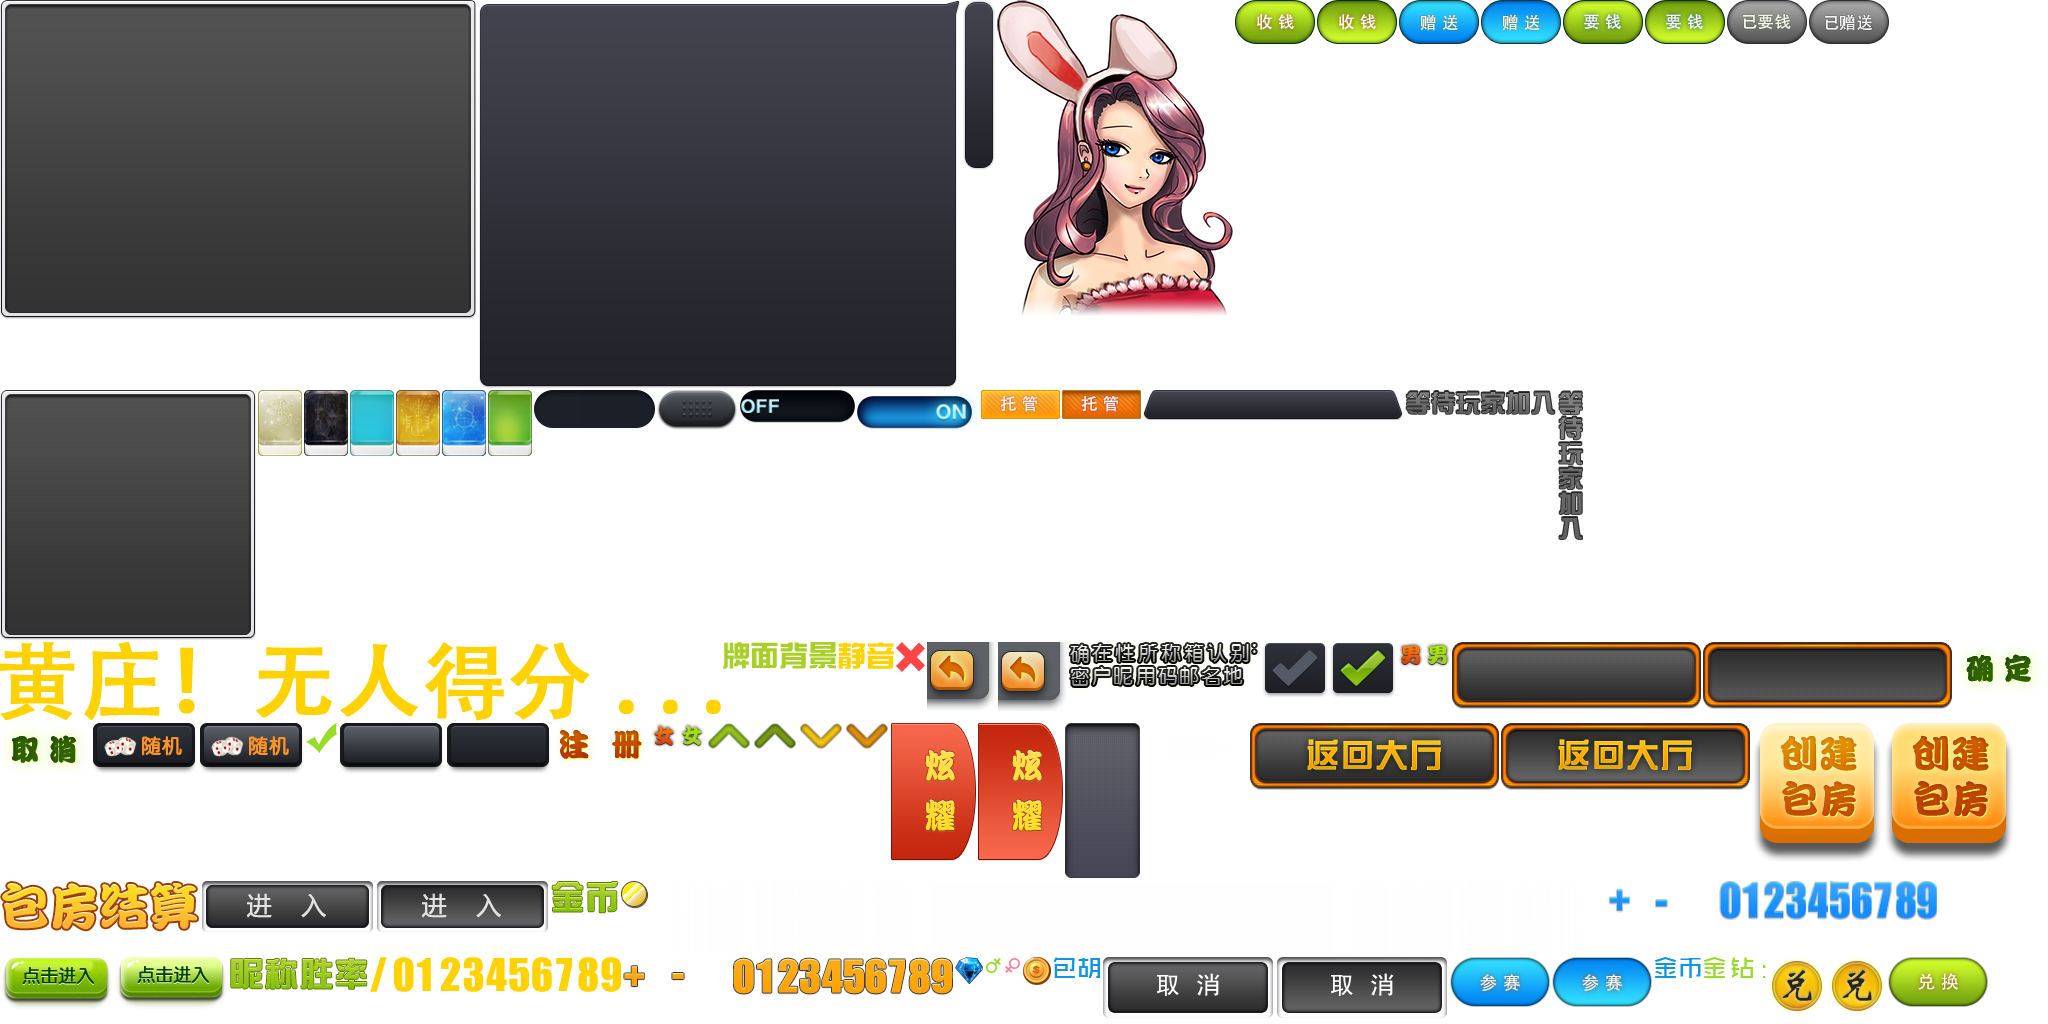 收 钱
收 钱
赠 送
赠 送
要 钱
要 钱
已要钱
已赠送
OFF
ON
托 管
托 管
等待玩家加入
等待玩家加入
黄庄！无人得分...
牌面背景静音
确在性所称箱认别:
密户昵用码邮名地
男
男
确 定
取 消
随机
随机
注 册
女
女
炫耀
炫耀
返回大厅
返回大厅
创建
包房
创建
包房
包房结算
进 入
进 入
金币
+ - 0123456789
点击进入
点击进入
昵称胜率/0123456789+ - 0123456789
包胡
取 消
取 消
参 赛
参 赛
金币金钻:
兑
兑
兑 换